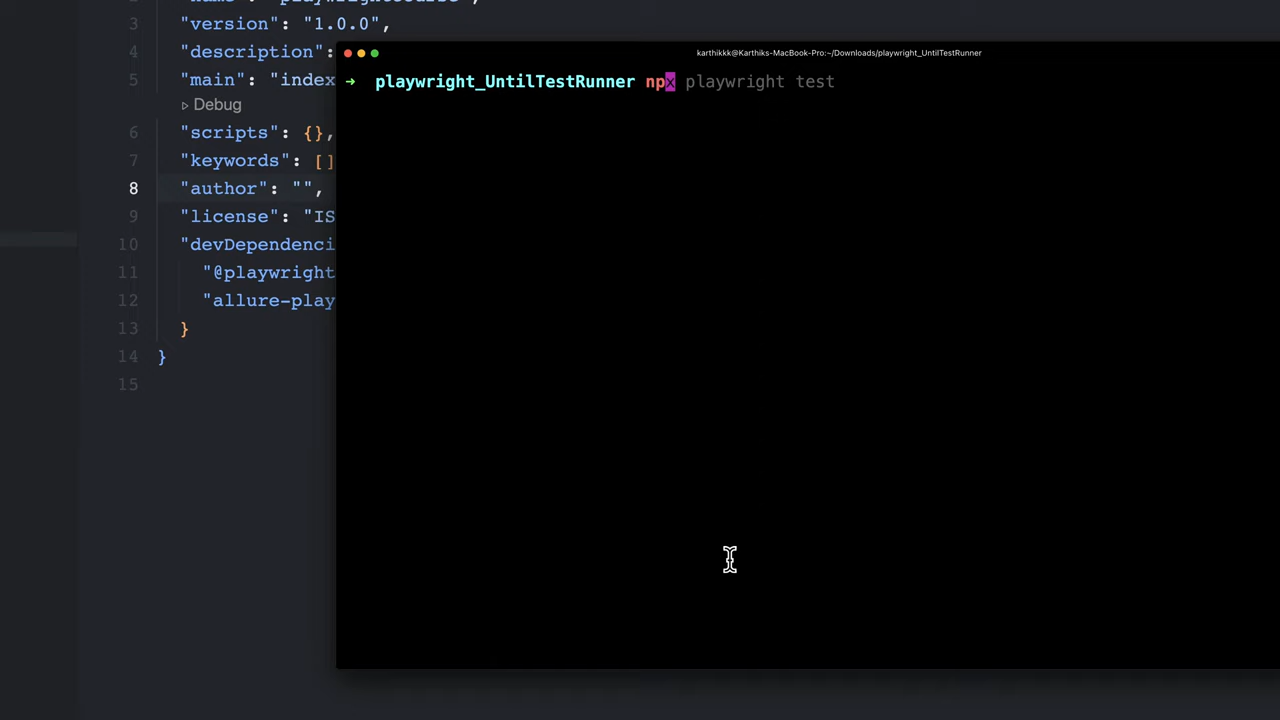 "version": "1.0.0",
3
"description":
4
"main": "index
5
Debug
"scripts": {},
6
"keywords": []
7
"author": "",
8
"license": "IS
9
"devDependenci
10
"@playwright
11
"allure-play
12
}
13
}
14
15
karthikkk@Karthiks-MacBook-Pro:~/Downloads/playwright_UntilTestRunner
→ playwright_UntilTestRunner npx playwright test